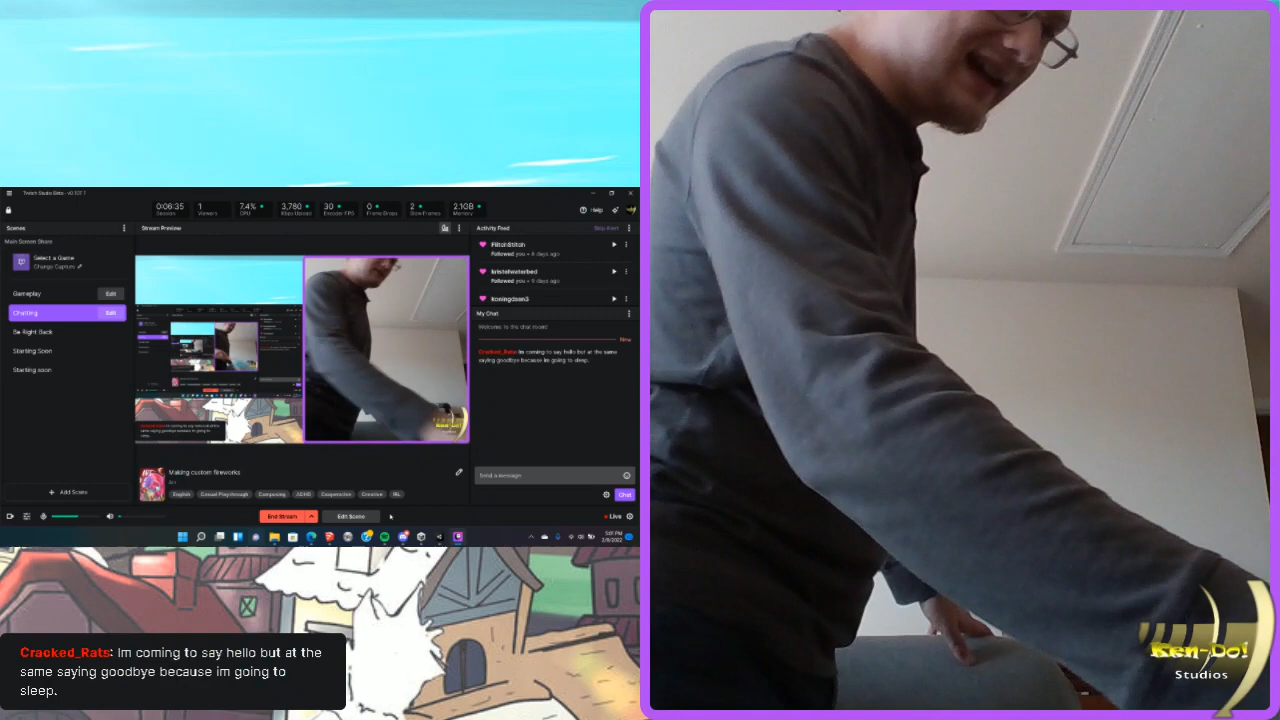 Twitch Studio Beta - v0.107.1
0:06:35
Session
1
Viewers
7.4%
CPU
3,780
Kbps Upload
30
Encoder FPS
0
Frame Drops
2
Slow Frames
2.1GB
Memory
Help
Scenes
Main Screen Share
Select a Game
Change Capture
Gameplay
Edit
Chatting
Edit
Be Right Back
Starting Soon
Starting soon
Add Scene
Stream Preview
Making custom fireworks
Art
English
Casual Playthrough
Composing
ADHD
Cooperative
Creative
IRL
End Stream
Edit Scene
Activity Feed
Skip Alert
Followed you • 8 days ago
kristelwaterbed
Followed you • 9 days ago
My Chat
Welcome to the chat room!
New
Cracked_Rats: Im coming to say hello but at the same
saying goodbye because im going to sleep.
Send a message
Chat
Live
5:01 PM
Cracked_Rats: Im coming to say hello but at the
same saying goodbye because im going to
sleep.
Ken-Do!
Studios